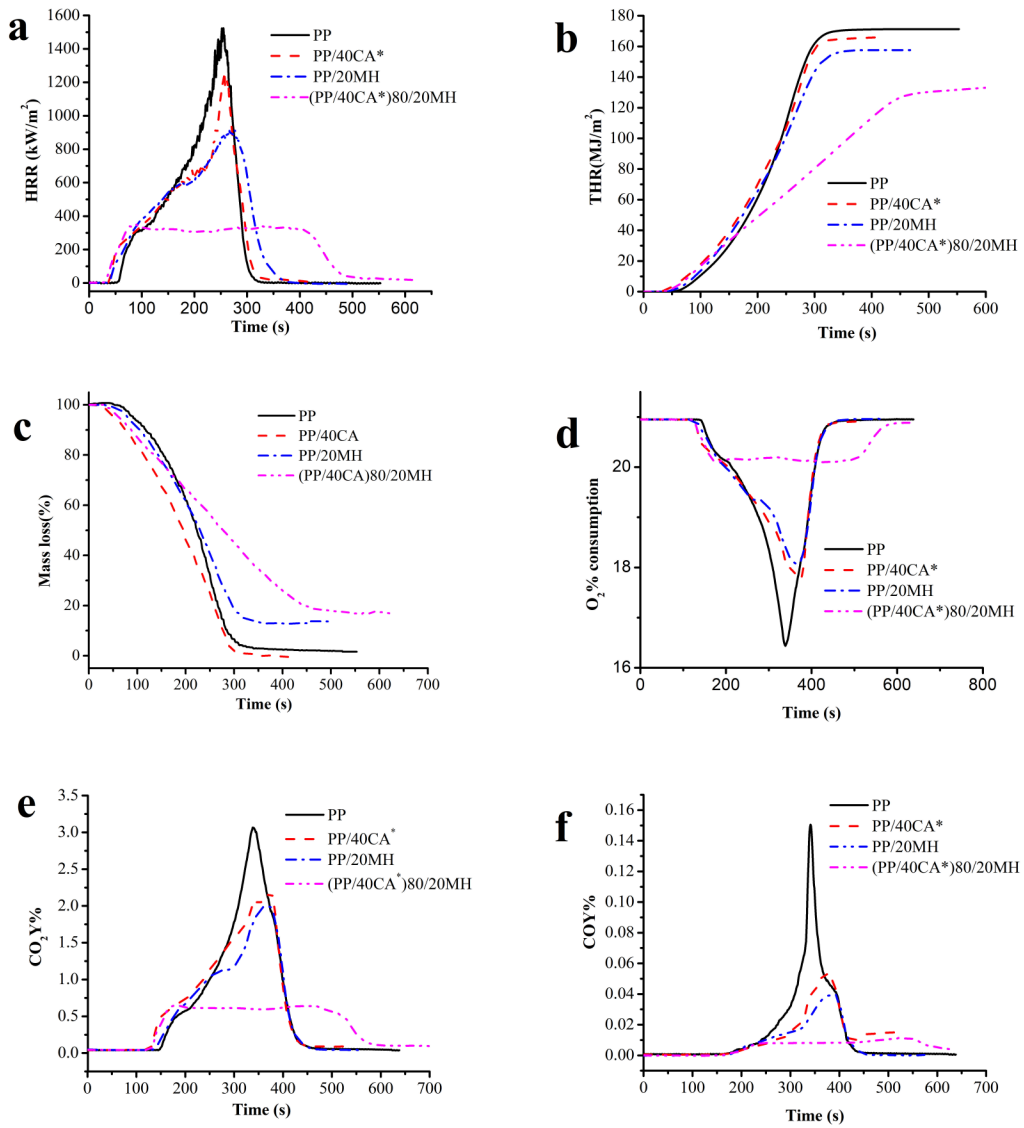 a
1600
1400
1200
1000
800
600
400
200
0
HRR (kW/m²)
0 100 200 300 400 500 600
Time (s)
PP
PP/40CA*
PP/20MH
(PP/40CA*)80/20MH
b
180
160
140
120
100
80
60
40
20
0
THR(MJ/m²)
0 100 200 300 400 500 600
Time (s)
PP
PP/40CA*
PP/20MH
(PP/40CA*)80/20MH
c
100
80
60
40
20
0
Mass loss(%)
0 100 200 300 400 500 600 700
Time (s)
PP
PP/40CA
PP/20MH
(PP/40CA)80/20MH
d
20
18
16
O₂% consumption
0 200 400 600 800
Time (s)
PP
PP/40CA*
PP/20MH
(PP/40CA*)80/20MH
e
3.5
3.0
2.5
2.0
1.5
1.0
0.5
0.0
CO₂Y%
0 100 200 300 400 500 600 700
Time (s)
PP
PP/40CA*
PP/20MH
(PP/40CA*)80/20MH
f
0.16
0.14
0.12
0.10
0.08
0.06
0.04
0.02
0.00
COY%
0 100 200 300 400 500 600 700
Time (s)
PP
PP/40CA*
PP/20MH
(PP/40CA*)80/20MH